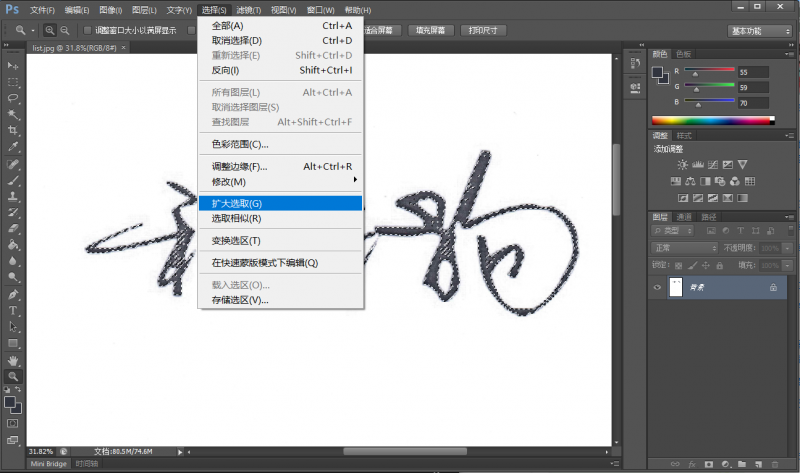 Ps 文件(F) 编辑(E) 图像(I) 图层(L) 文字(Y) 选择(S) 滤镜(T) 视图(V) 窗口(W) 帮助(H)
调整窗口大小以满屏显示 适合屏幕 填充屏幕 打印尺寸 基本功能
list.jpg @ 31.8%(RGB/8#) ×
全部(A) Ctrl+A
取消选择(D) Ctrl+D
重新选择(E) Shift+Ctrl+D
反向(I) Shift+Ctrl+I
所有图层(L) Alt+Ctrl+A
取消选择图层(S)
查找图层 Alt+Shift+Ctrl+F
色彩范围(C)...
调整边缘(F)... Alt+Ctrl+R
修改(M)
扩大选取(G)
选取相似(R)
变换选区(T)
在快速蒙版模式下编辑(Q)
载入选区(O)...
存储选区(V)...
颜色 色板
R 55
G 59
B 70
调整 样式
添加调整
图层 通道 路径
类型
正常 不透明度: 100%
锁定: 填充: 100%
背景
31.82% 文档:80.5M/74.6M
Mini Bridge 时间轴